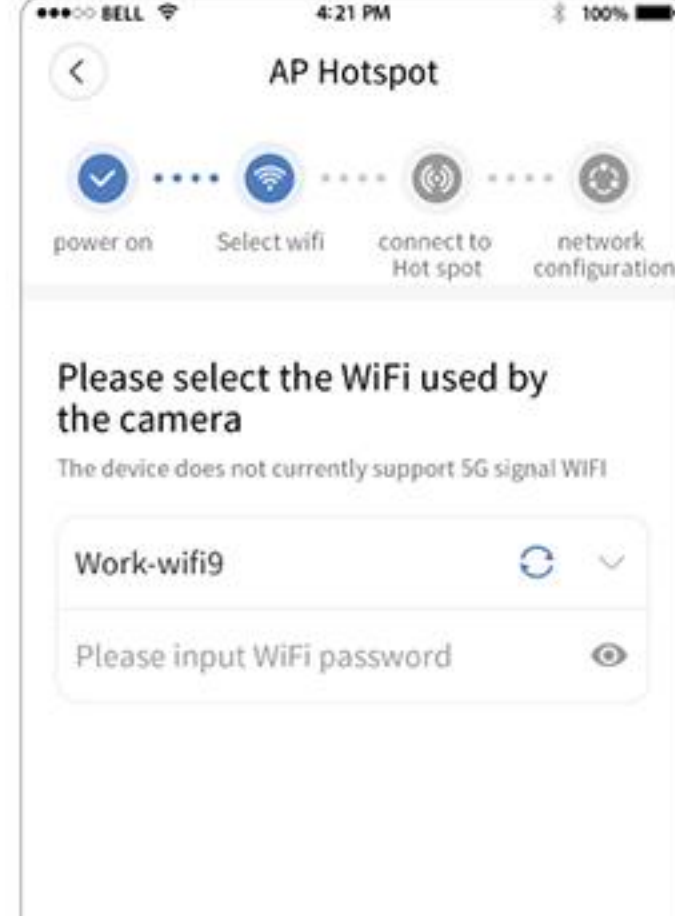 BELL 4:21 PM 100%
AP Hotspot
power on Select wifi connect to Hot spot network configuration
Please select the WiFi used by
the camera
The device does not currently support 5G signal WIFI
Work-wifi9
Please input WiFi password